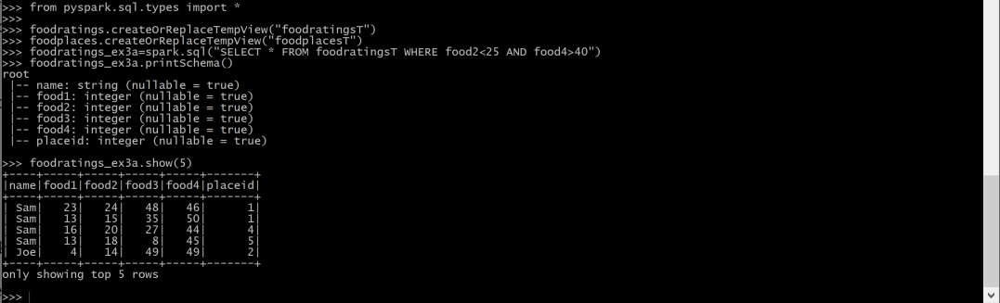 >>> from pyspark.sql.types import *
>>>
>>> foodratings.createOrReplaceTempView("foodratingsT")
>>> foodplaces.createOrReplaceTempView("foodplacesT")
>>> foodratings_ex3a=spark.sql("SELECT * FROM foodratingsT WHERE food2<25 AND food4>40")
>>> foodratings_ex3a.printSchema()
root
 |-- name: string (nullable = true)
 |-- food1: integer (nullable = true)
 |-- food2: integer (nullable = true)
 |-- food3: integer (nullable = true)
 |-- food4: integer (nullable = true)
 |-- placeid: integer (nullable = true)
>>> foodratings_ex3a.show(5)
+----+-----+-----+-----+-----+-------+
|name|food1|food2|food3|food4|placeid|
+----+-----+-----+-----+-----+-------+
| Sam|   23|   24|   48|   46|      1|
| Sam|   13|   15|   35|   50|      1|
| Sam|   16|   20|   27|   44|      4|
| Sam|   13|   18|    8|   45|      5|
| Joe|    4|   14|   49|   49|      2|
+----+-----+-----+-----+-----+-------+
only showing top 5 rows
>>>